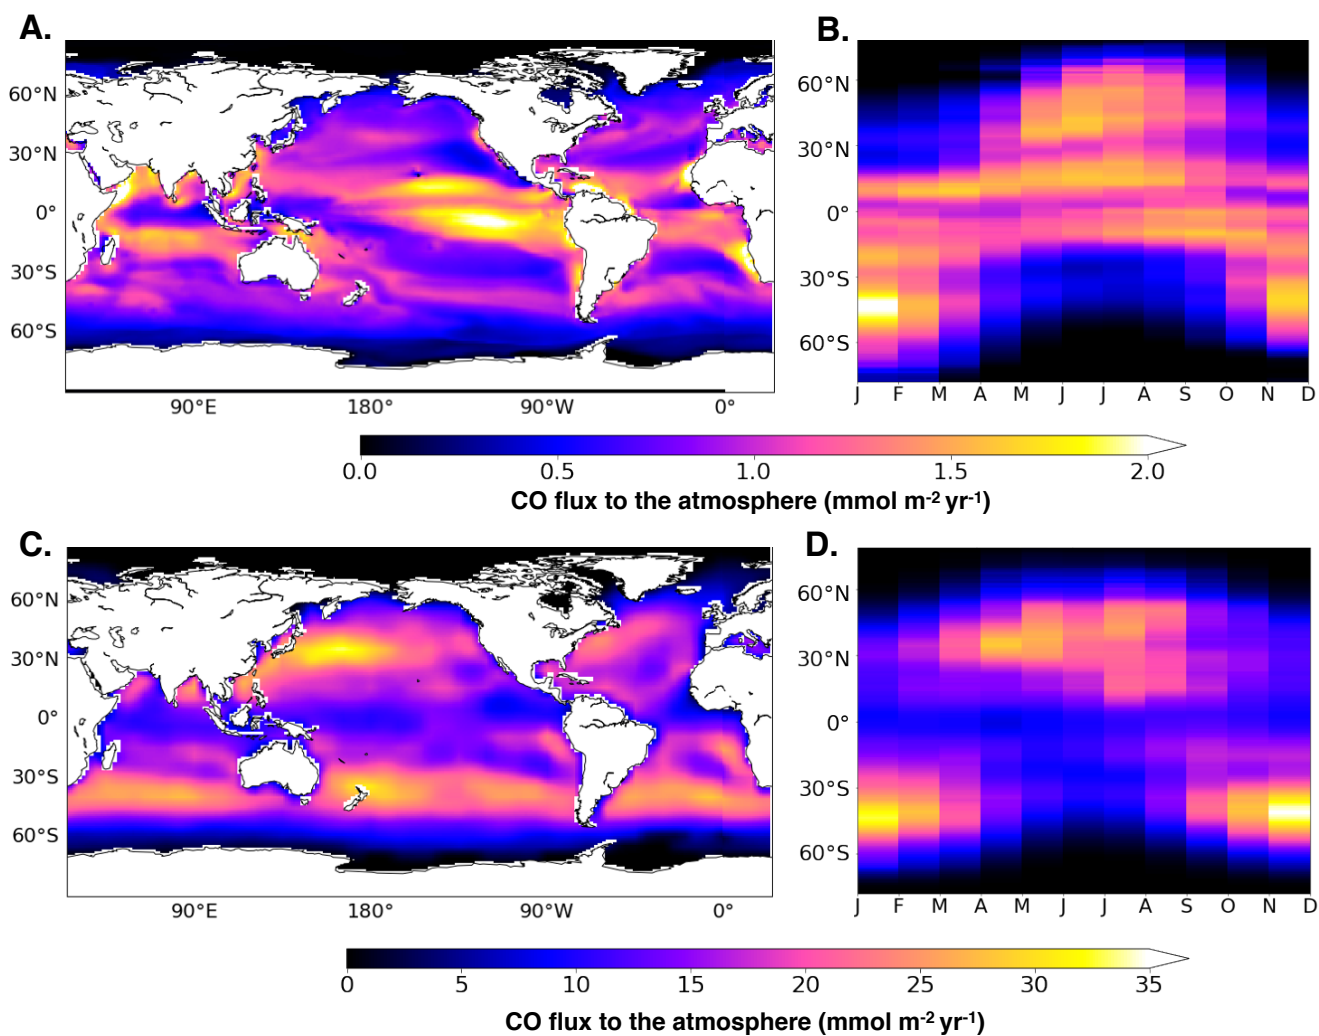 A.
B.
60°N
30°N
0°
30°S
60°S
90°E 180° 90°W 0°
60°N
30°N
0°
30°S
60°S
J F M A M J J A S O N D
0.0 0.5 1.0 1.5 2.0
CO flux to the atmosphere (mmol m-2 yr-1)
C.
D.
60°N
30°N
0°
30°S
60°S
90°E 180° 90°W 0°
60°N
30°N
0°
30°S
60°S
J F M A M J J A S O N D
0 5 10 15 20 25 30 35
CO flux to the atmosphere (mmol m-2 yr-1)